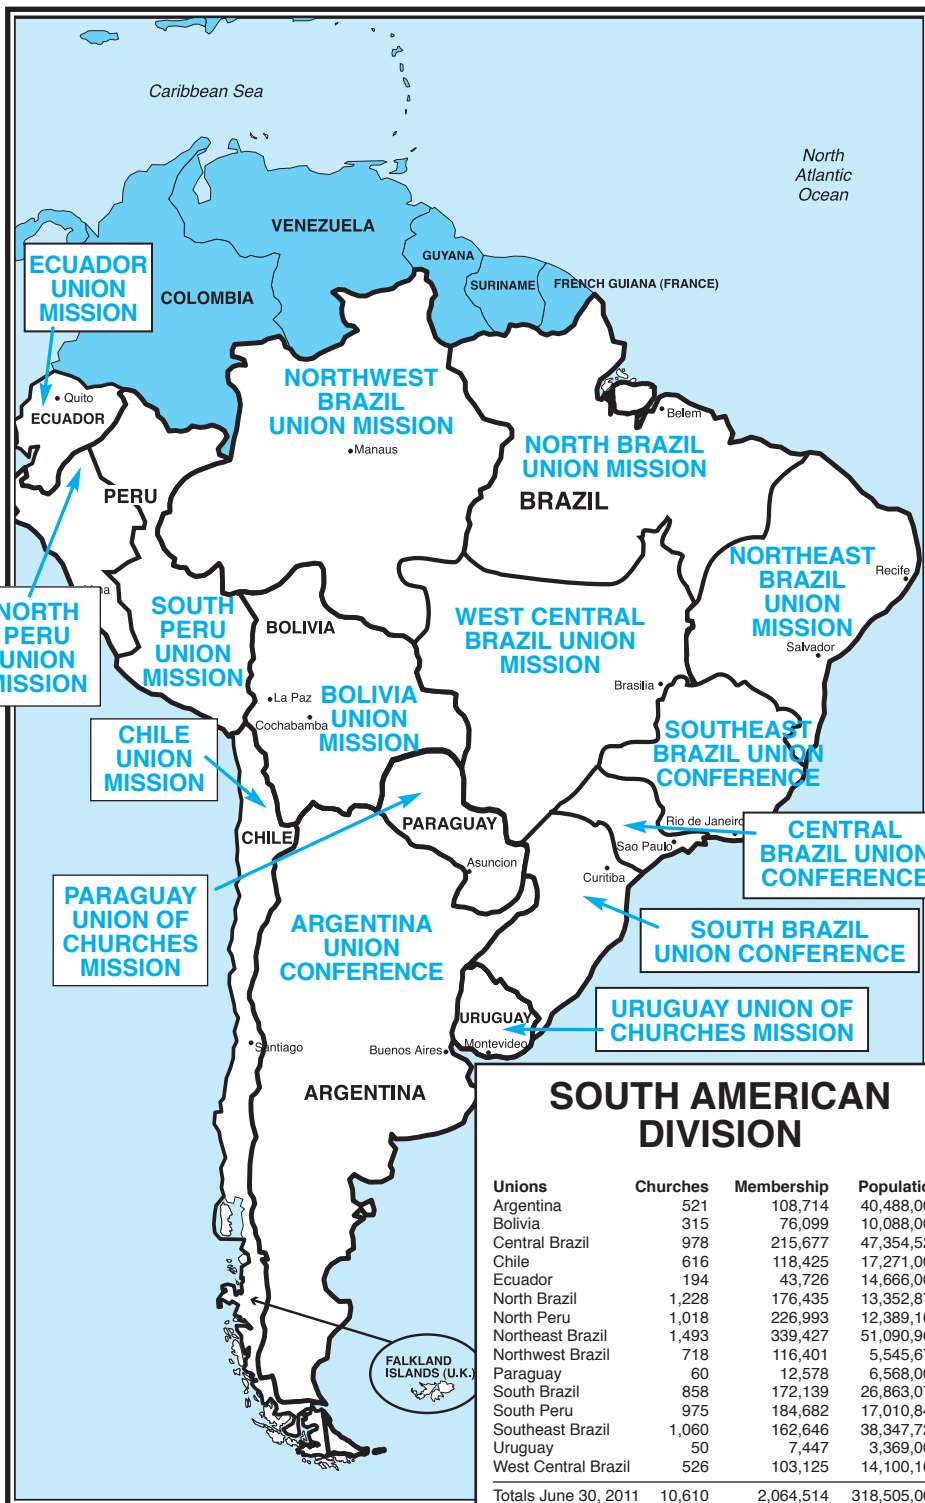 Caribbean Sea
North
Atlantic
Ocean
VENEZUELA
GUYANA
SURINAME
FRENCH GUIANA (FRANCE)
COLOMBIA
ECUADOR
UNION
MISSION
Quito
ECUADOR
NORTHWEST
BRAZIL
UNION MISSION
Manaus
Belem
NORTH BRAZIL
UNION MISSION
BRAZIL
PERU
NORTHEAST
BRAZIL
UNION
MISSION
Recife
Salvador
NORTH
PERU
UNION
MISSION
SOUTH
PERU
UNION
MISSION
BOLIVIA
La Paz
Cochabamba
BOLIVIA
UNION
MISSION
WEST CENTRAL
BRAZIL UNION
MISSION
Brasilia
SOUTHEAST
BRAZIL UNION
CONFERENCE
CHILE
UNION
MISSION
CHILE
PARAGUAY
Asuncion
Rio de Janeiro
Sao Paulo
Curitiba
CENTRAL
BRAZIL UNION
CONFERENCE
PARAGUAY
UNION OF
CHURCHES
MISSION
ARGENTINA
UNION
CONFERENCE
SOUTH BRAZIL
UNION CONFERENCE
URUGUAY
Montevideo
URUGUAY UNION OF
CHURCHES MISSION
Santiago
Buenos Aires
ARGENTINA
FALKLAND
ISLANDS (U.K.)
SOUTH AMERICAN
DIVISION
Unions Churches Membership
Argentina 521 108,714
Bolivia 315 76,099
Central Brazil 978 215,677
Chile 616 118,425
Ecuador 194 43,726
North Brazil 1,228 176,435
North Peru 1,018 226,993
Northeast Brazil 1,493 339,427
Northwest Brazil 718 116,401
Paraguay 60 12,578
South Brazil 858 172,139
South Peru 975 184,682
Southeast Brazil 1,060 162,646
Uruguay 50 7,447
West Central Brazil 526 103,125
Totals June 30, 2011 10,610 2,064,514